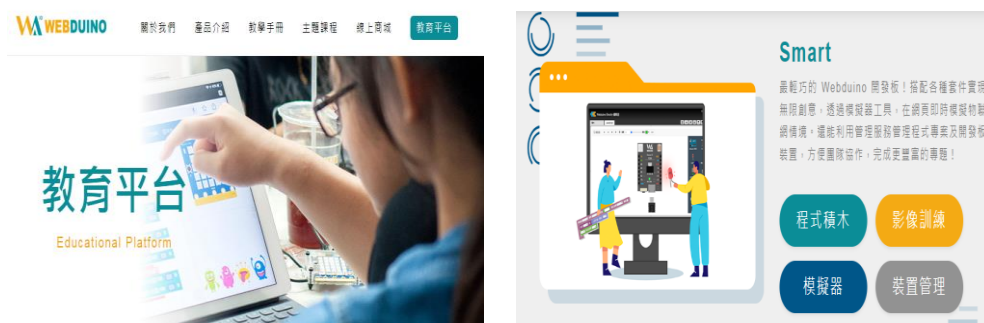 WEBDUINO
關於我們 產品介紹 教學手冊 主題課程 線上商城 教育平台
教育平台
Educational Platform
Smart
最輕巧的 Webduino 開發板！搭配各種套件實現
無限創意，透過模擬器工具，在網頁即時模擬物聯
網情境，還能利用管理服務管理程式專案及開發板
裝置，方便團隊協作，完成更豐富的專題！
程式積木 影像訓練
模擬器 裝置管理